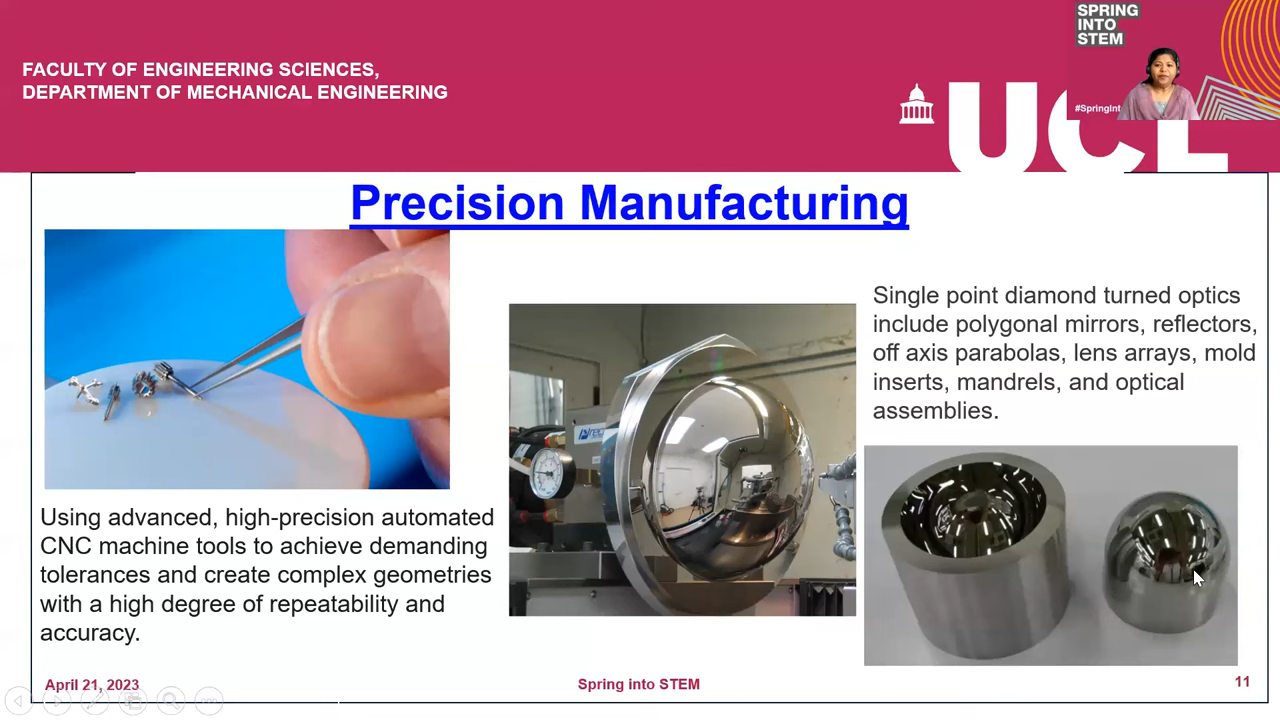 FACULTY OF ENGINEERING SCIENCES,
DEPARTMENT OF MECHANICAL ENGINEERING
UCL
SPRING
INTO
STEM
#SpringInt
Precision Manufacturing
Single point diamond turned optics
include polygonal mirrors, reflectors,
off axis parabolas, lens arrays, mold
inserts, mandrels, and optical
assemblies.
Using advanced, high-precision automated
CNC machine tools to achieve demanding
tolerances and create complex geometries
with a high degree of repeatability and
accuracy.
April 21, 2023
Spring into STEM
11